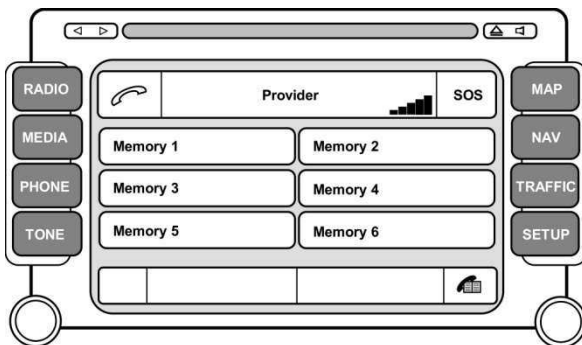 RADIO
MEDIA
PHONE
TONE
Provider
SOS
Memory 1
Memory 2
Memory 3
Memory 4
Memory 5
Memory 6
MAP
NAV
TRAFFIC
SETUP